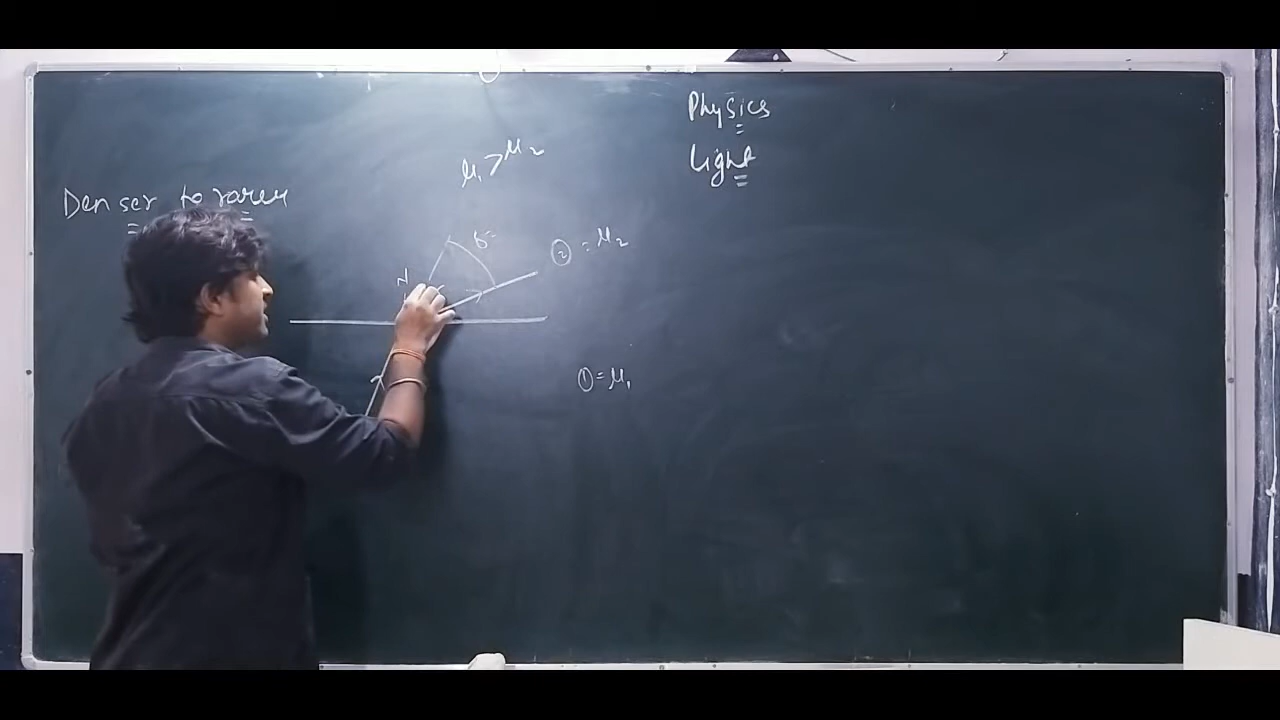 Physics
Light
μ₁ > μ₂
Denser to rarer
δ =
② = μ₂
N
① = μ₁